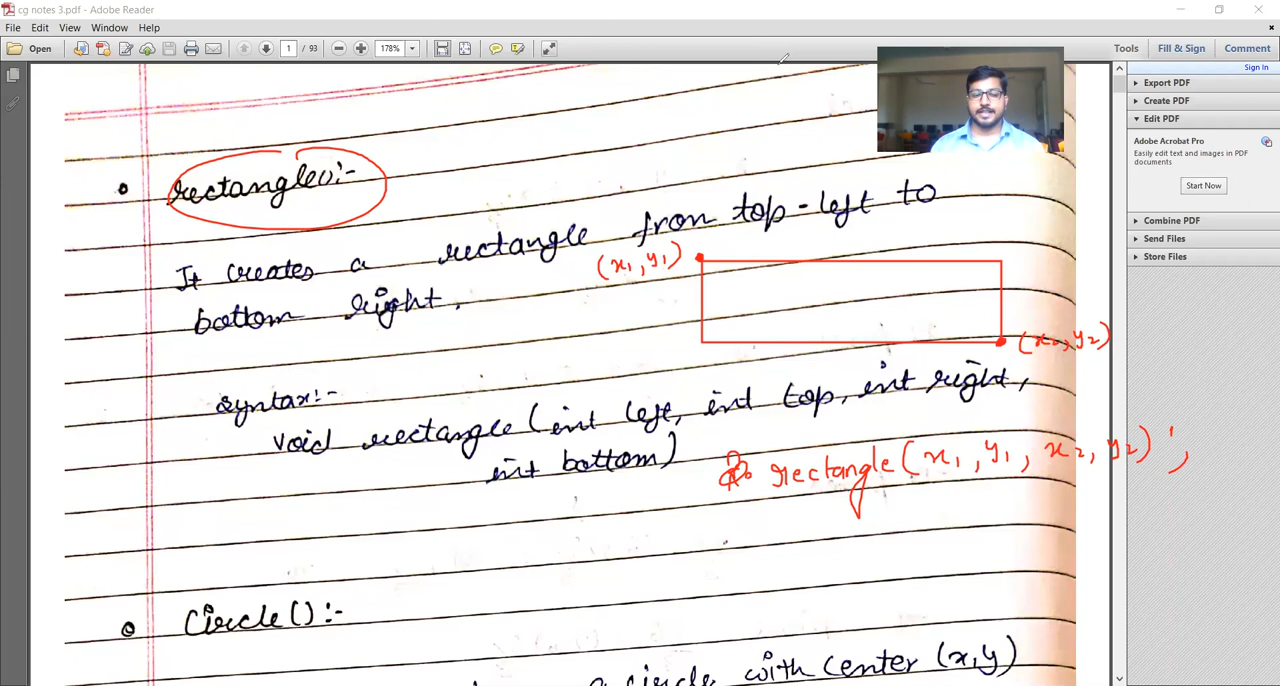 cg notes 3.pdf - Adobe Reader
File Edit View Window Help
Open 1 / 93 178% Tools Fill & Sign Comment
Sign In
Export PDF
Create PDF
Edit PDF
Adobe Acrobat Pro
Easily edit text and images in PDF
documents
Start Now
Combine PDF
Send Files
Store Files
rectangle():-
It creates a rectangle from top-left to
bottom right.
(x1, y1)
(x2, y2)
Syntax:-
void rectangle (int left, int top, int right,
int bottom)
rectangle (x1, y1, x2, y2);
Circle():-
circle with center (x,y)